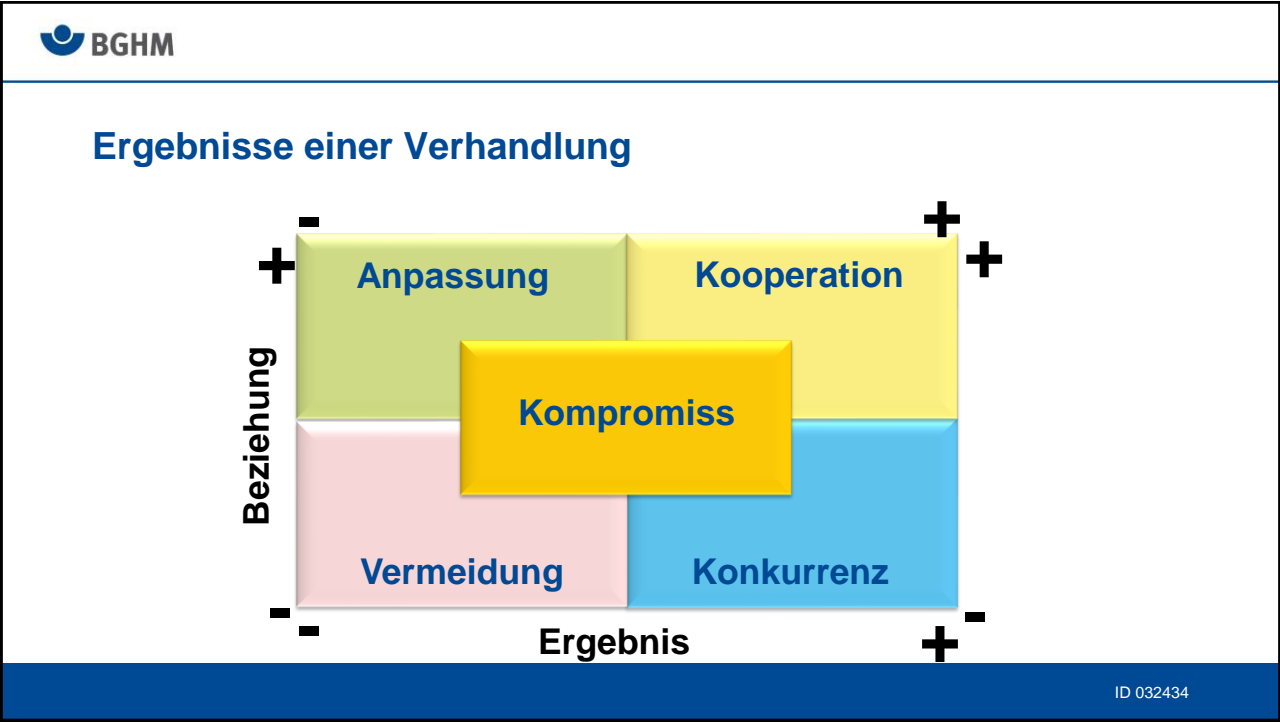 BGHM
Ergebnisse einer Verhandlung
- +
+ Anpassung Kooperation +
Beziehung
Kompromiss
Vermeidung Konkurrenz
- -
- Ergebnis +
ID 032434